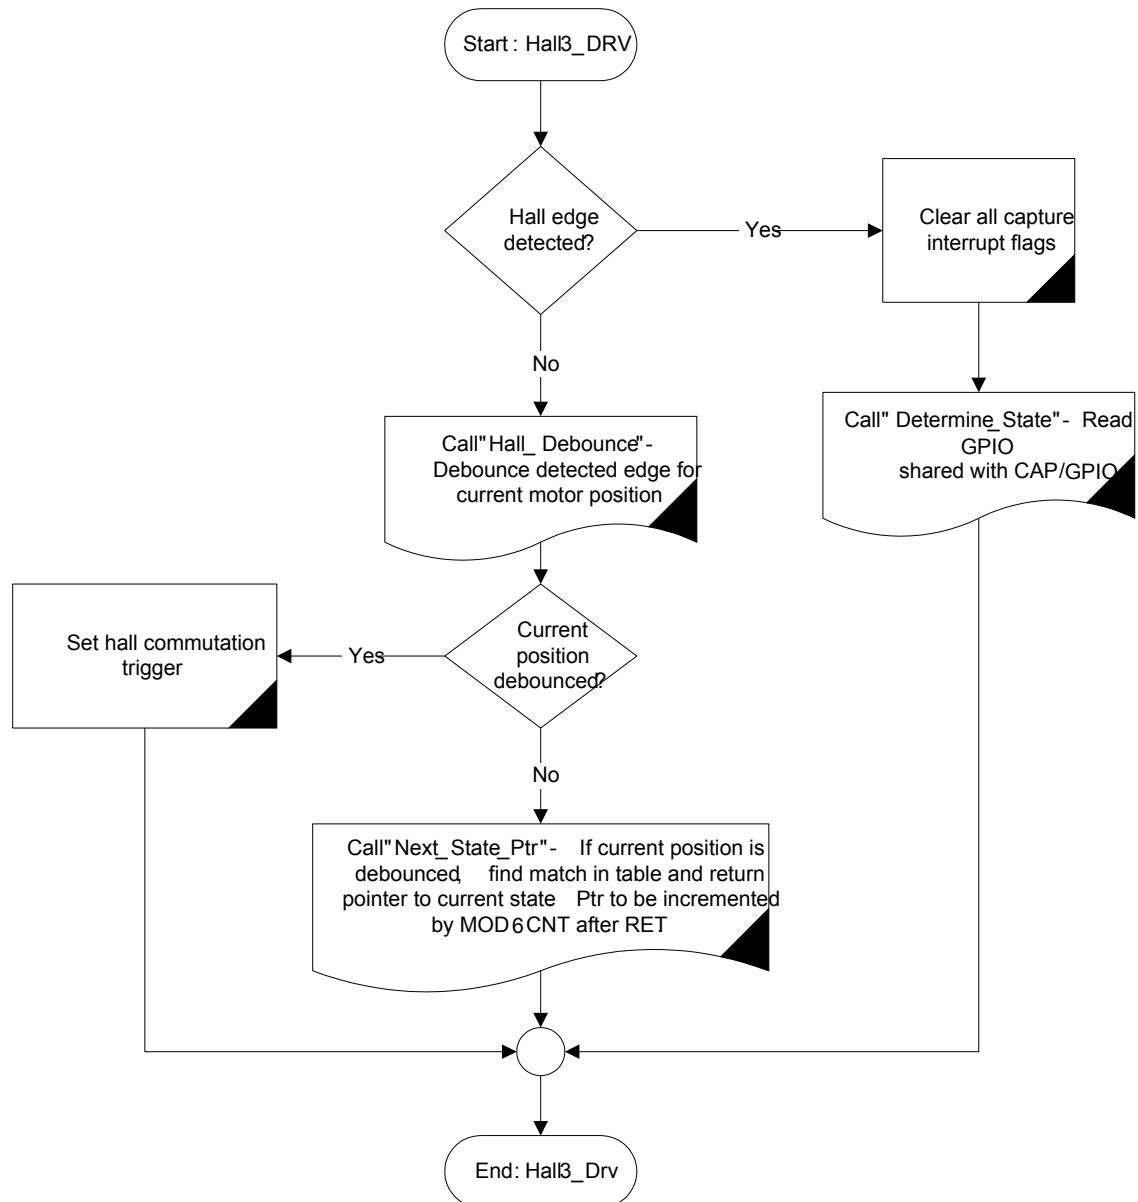 Start : Hall3_DRV
Hall edge
detected?
Yes
Clear all capture
interrupt flags
No
Call"Hall_ Debounce"-
Debounce detected edge for
current motor position
Call" Determine_State"- Read
GPIO
shared with CAP/GPIO
Set hall commutation
trigger
Yes
Current
position
debounced?
No
Call"Next_State_Ptr"- If current position is
debounced, find match in table and return
pointer to current state Ptr to be incremented
by MOD6CNT after RET.
End: Hall3_Drv